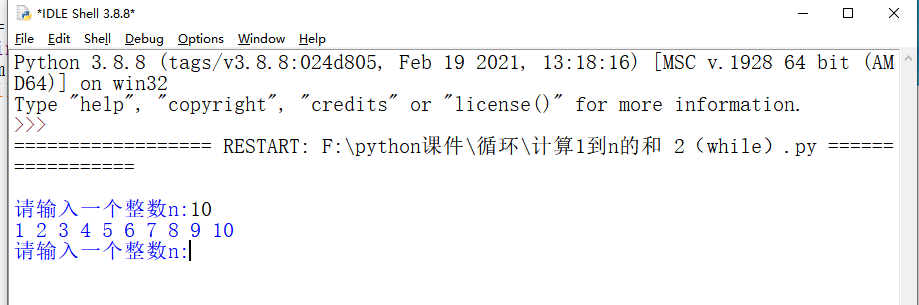 *IDLE Shell 3.8.8*
File Edit Shell Debug Options Window Help
Python 3.8.8 (tags/v3.8.8:024d805, Feb 19 2021, 13:18:16) [MSC v.1928 64 bit (AM
D64)] on win32
Type "help", "copyright", "credits" or "license()" for more information.
>>>
================== RESTART: F:\python课件\循环\计算1到n的和 2（while）.py ======
===========
请输入一个整数n:10
1 2 3 4 5 6 7 8 9 10
请输入一个整数n: